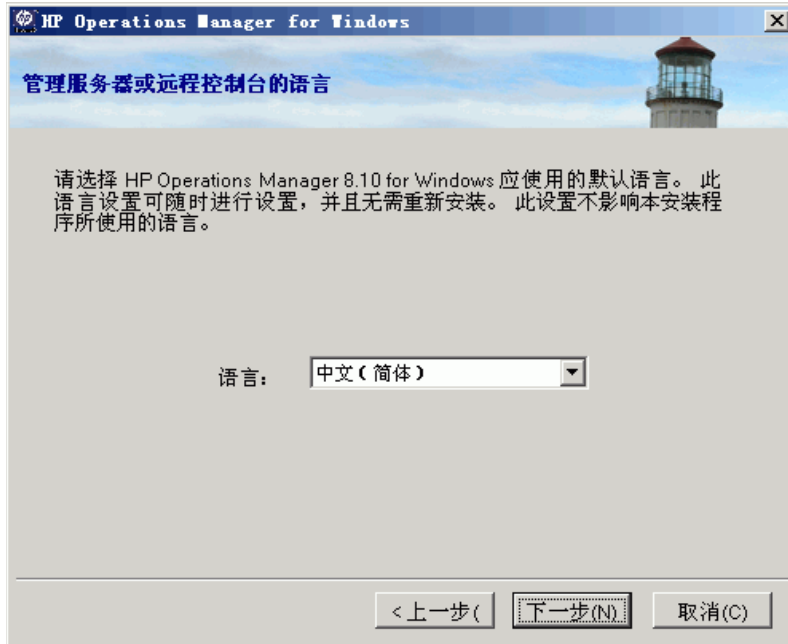 HP Operations Manager for Windows
管理服务器或远程控制台的语言
请选择 HP Operations Manager 8.10 for Windows 应使用的默认语言。 此
语言设置可随时进行设置，并且无需重新安装。 此设置不影响本安装程
序所使用的语言。
语言： 中文（简体）
<上一步( 下一步(N) 取消(C)